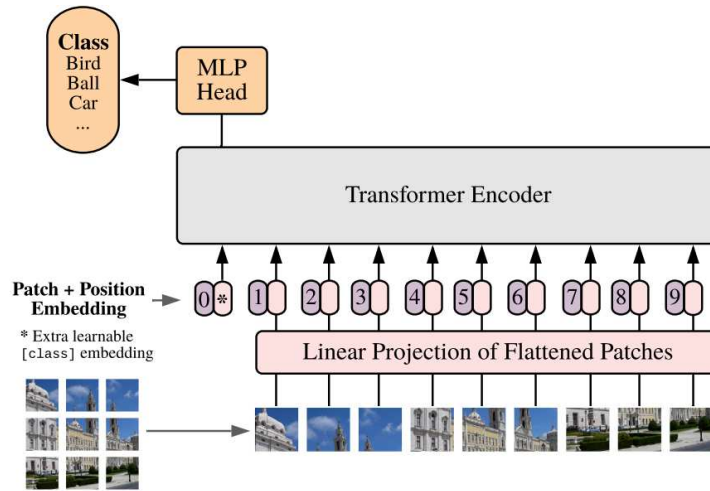 Class
Bird
Ball
Car
...
MLP
Head
Transformer Encoder
Patch + Position
Embedding
0 * 1 2 3 4 5 6 7 8 9
* Extra learnable
[class] embedding
Linear Projection of Flattened Patches